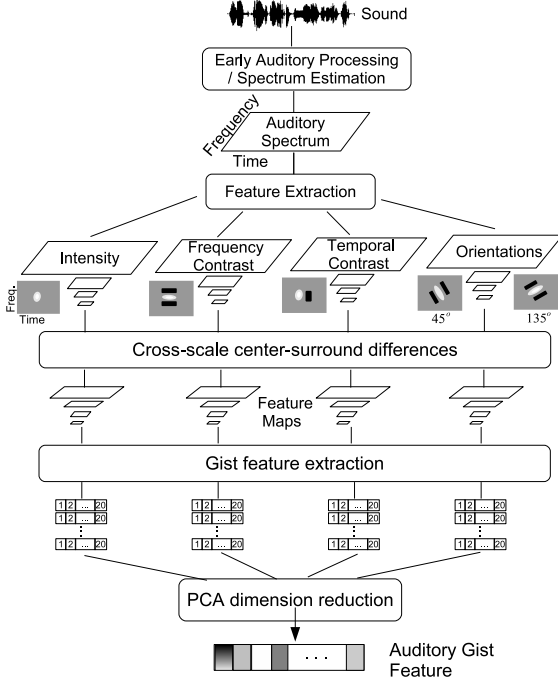 Sound
Early Auditory Processing
/ Spectrum Estimation
Frequency
Auditory
Spectrum
Time
Feature Extraction
Intensity
Frequency
Contrast
Temporal
Contrast
Orientations
Freq.
Time
45°
135°
Cross-scale center-surround differences
Feature
Maps
Gist feature extraction
1 2 ... 20 1 2 ... 20 1 2 ... 20 1 2 ... 20
1 2 ... 20 1 2 ... 20 1 2 ... 20 1 2 ... 20
1 2 ... 20 1 2 ... 20 1 2 ... 20 1 2 ... 20
PCA dimension reduction
. . .
Auditory Gist
Feature